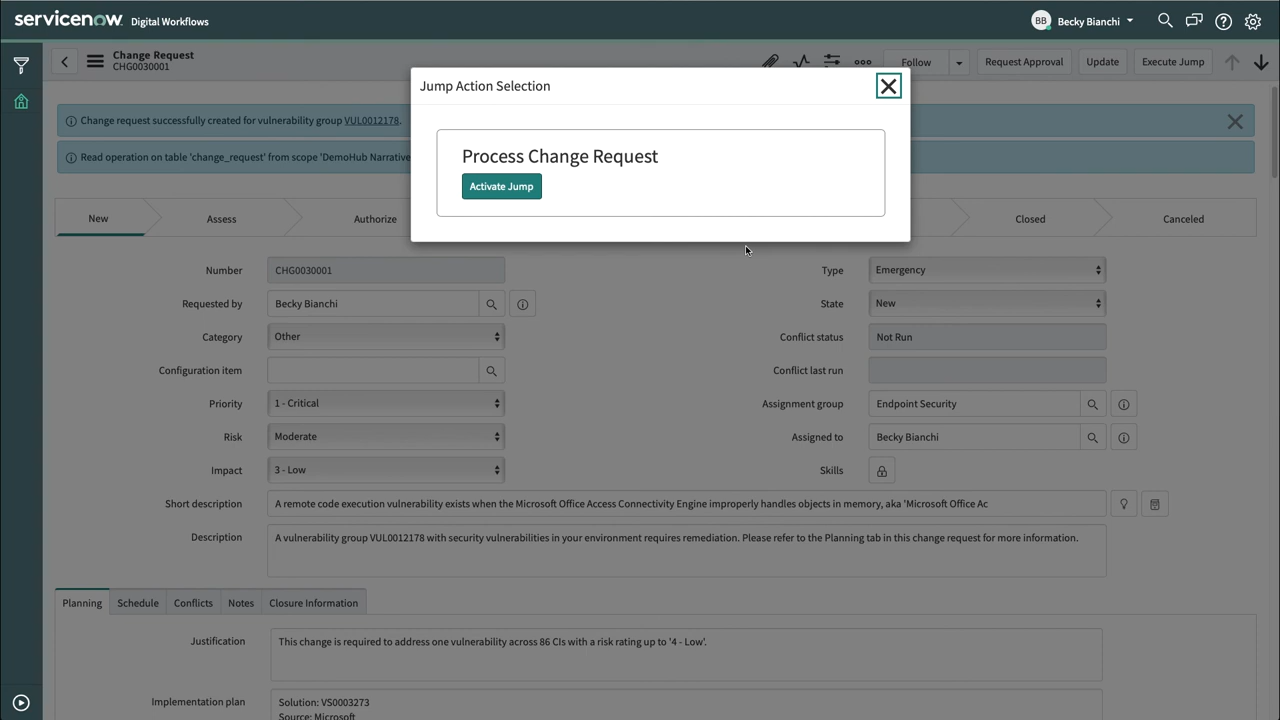 servicenow. Digital Workflows
BB Becky Bianchi
Change Request
CHG0030001
Follow
Request Approval
Update
Execute Jump
Jump Action Selection
Process Change Request
Activate Jump
Change request successfully created for vulnerability group VUL0012178.
Read operation on table 'change_request' from scope 'DemoHub Narrative
New
Assess
Authorize
Closed
Canceled
Number CHG0030001
Type Emergency
Requested by Becky Bianchi
State New
Category Other
Conflict status Not Run
Configuration item
Conflict last run
Priority 1 - Critical
Assignment group Endpoint Security
Risk Moderate
Assigned to Becky Bianchi
Impact 3 - Low
Skills
Short description A remote code execution vulnerability exists when the Microsoft Office Access Connectivity Engine improperly handles objects in memory, aka 'Microsoft Office Ac
Description A vulnerability group VUL0012178 with security vulnerabilities in your environment requires remediation. Please refer to the Planning tab in this change request for more information.
Planning
Schedule
Conflicts
Notes
Closure Information
Justification This change is required to address one vulnerability across 86 CIs with a risk rating up to '4 - Low'.
Implementation plan Solution: VS0003273
Source: Microsoft